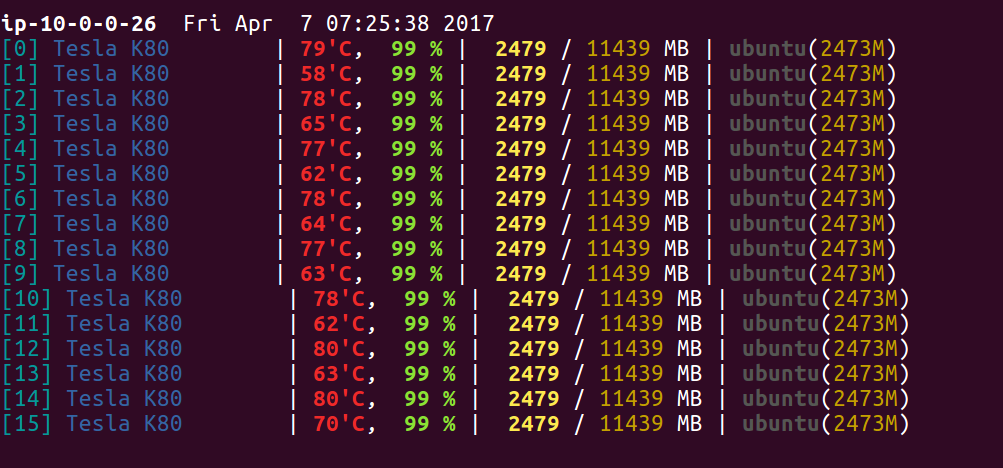 ip-10-0-0-26  Fri Apr  7 07:25:38 2017
[0] Tesla K80        | 79'C,  99 % |  2479 / 11439 MB | ubuntu(2473M)
[1] Tesla K80        | 58'C,  99 % |  2479 / 11439 MB | ubuntu(2473M)
[2] Tesla K80        | 78'C,  99 % |  2479 / 11439 MB | ubuntu(2473M)
[3] Tesla K80        | 65'C,  99 % |  2479 / 11439 MB | ubuntu(2473M)
[4] Tesla K80        | 77'C,  99 % |  2479 / 11439 MB | ubuntu(2473M)
[5] Tesla K80        | 62'C,  99 % |  2479 / 11439 MB | ubuntu(2473M)
[6] Tesla K80        | 78'C,  99 % |  2479 / 11439 MB | ubuntu(2473M)
[7] Tesla K80        | 64'C,  99 % |  2479 / 11439 MB | ubuntu(2473M)
[8] Tesla K80        | 77'C,  99 % |  2479 / 11439 MB | ubuntu(2473M)
[9] Tesla K80        | 63'C,  99 % |  2479 / 11439 MB | ubuntu(2473M)
[10] Tesla K80        | 78'C,  99 % |  2479 / 11439 MB | ubuntu(2473M)
[11] Tesla K80        | 62'C,  99 % |  2479 / 11439 MB | ubuntu(2473M)
[12] Tesla K80        | 80'C,  99 % |  2479 / 11439 MB | ubuntu(2473M)
[13] Tesla K80        | 63'C,  99 % |  2479 / 11439 MB | ubuntu(2473M)
[14] Tesla K80        | 80'C,  99 % |  2479 / 11439 MB | ubuntu(2473M)
[15] Tesla K80        | 70'C,  99 % |  2479 / 11439 MB | ubuntu(2473M)